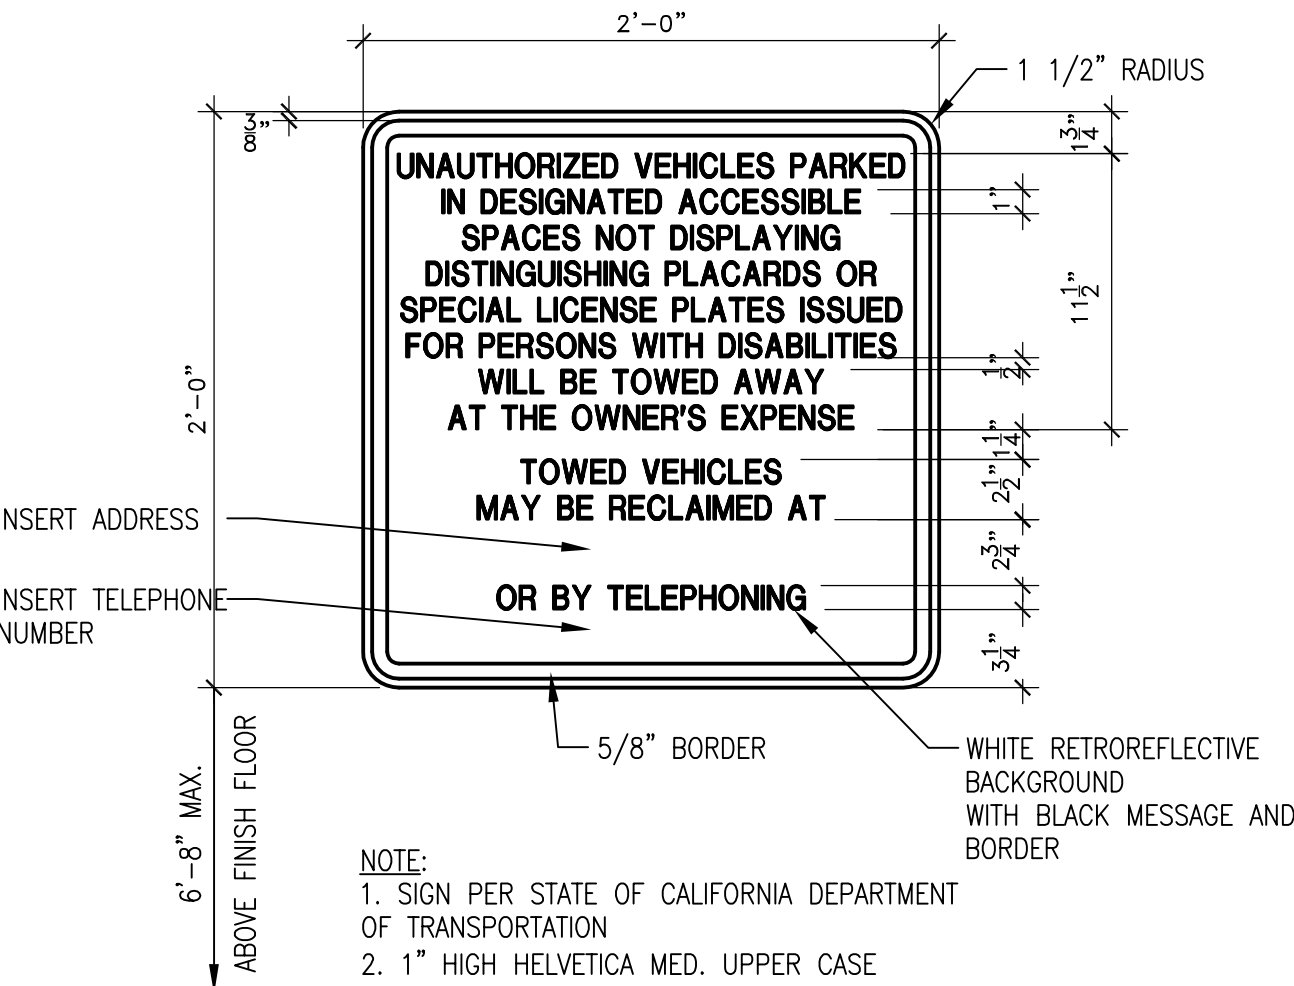 2'-0"
1 1/2" RADIUS
3/8"
1 3/4"
UNAUTHORIZED VEHICLES PARKED
IN DESIGNATED ACCESSIBLE
SPACES NOT DISPLAYING
DISTINGUISHING PLACARDS OR
SPECIAL LICENSE PLATES ISSUED
FOR PERSONS WITH DISABILITIES
WILL BE TOWED AWAY
AT THE OWNER'S EXPENSE
TOWED VEHICLES
MAY BE RECLAIMED AT
OR BY TELEPHONING
1"
11 1/2"
1/2"
1 1/4"
2 1/2"
2 3/4"
3 1/4"
2'-0"
NSERT ADDRESS
NSERT TELEPHONE
NUMBER
5/8" BORDER
WHITE RETROREFLECTIVE
BACKGROUND
WITH BLACK MESSAGE AND
BORDER
6'-8" MAX.
ABOVE FINISH FLOOR
NOTE:
1. SIGN PER STATE OF CALIFORNIA DEPARTMENT
OF TRANSPORTATION
2. 1" HIGH HELVETICA MED. UPPER CASE